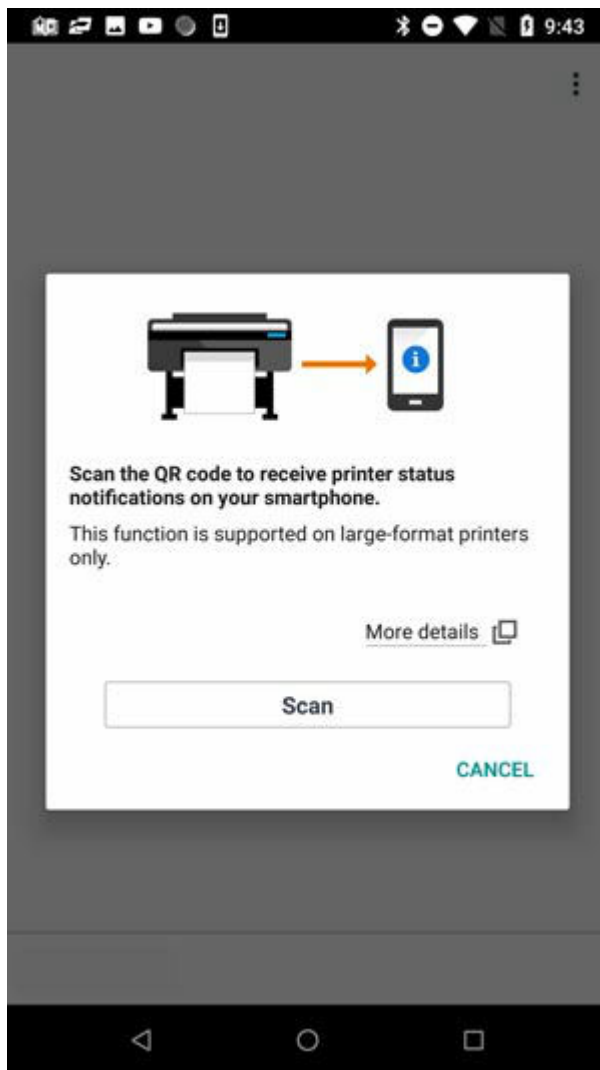 9:43
Scan the QR code to receive printer status
notifications on your smartphone.
This function is supported on large-format printers
only.
More details
Scan
CANCEL